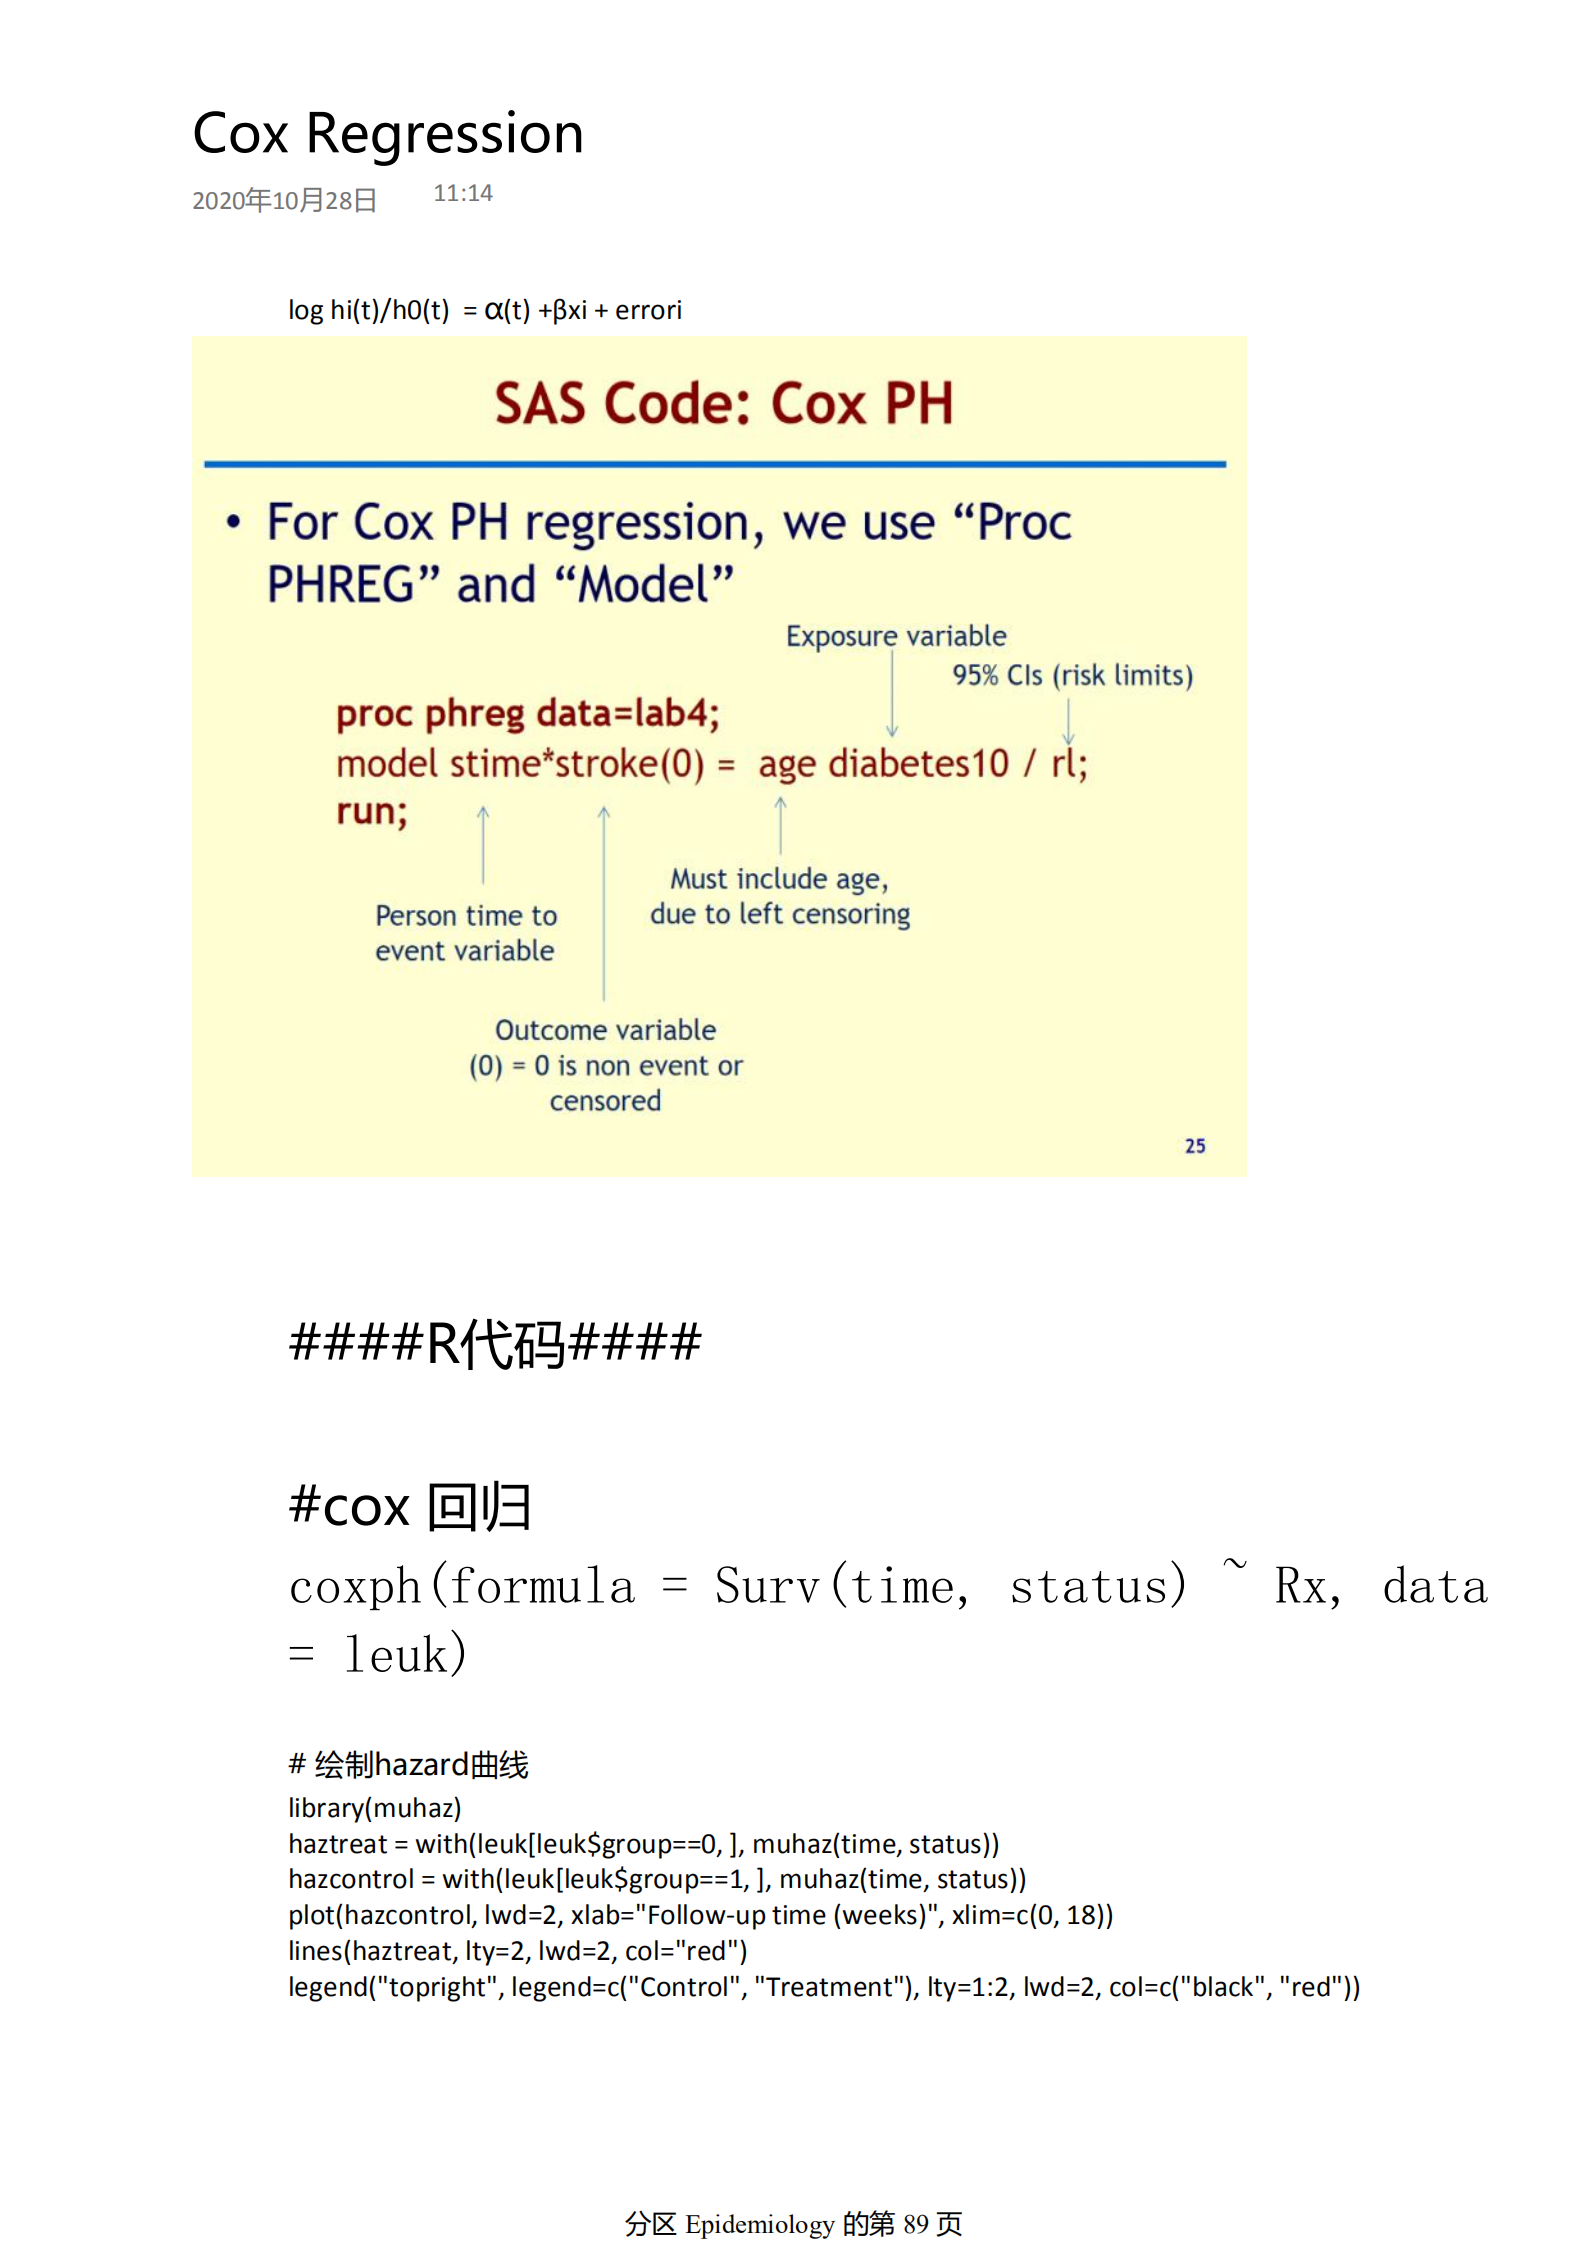 Cox Regression
2020年10月28日 11:14
log hi(t)/h0(t)  = α(t) +βxi + errori
SAS Code: Cox PH
• For Cox PH regression, we use “Proc
PHREG” and “Model”
Exposure variable
95% CIs (risk limits)
proc phreg data=lab4;
model stime*stroke(0) =  age diabetes10 / rl;
run;
Must include age,
due to left censoring
Person time to
event variable
Outcome variable
(0) = 0 is non event or
censored
25
####R代码####
#cox 回归
coxph(formula = Surv(time, status) ~ Rx, data
= leuk)
# 绘制hazard曲线
library(muhaz)
haztreat = with(leuk[leuk$group==0, ], muhaz(time, status))
hazcontrol = with(leuk[leuk$group==1, ], muhaz(time, status))
plot(hazcontrol, lwd=2, xlab="Follow-up time (weeks)", xlim=c(0, 18))
lines(haztreat, lty=2, lwd=2, col="red")
legend("topright", legend=c("Control", "Treatment"), lty=1:2, lwd=2, col=c("black", "red"))
分区 Epidemiology 的第 89 页